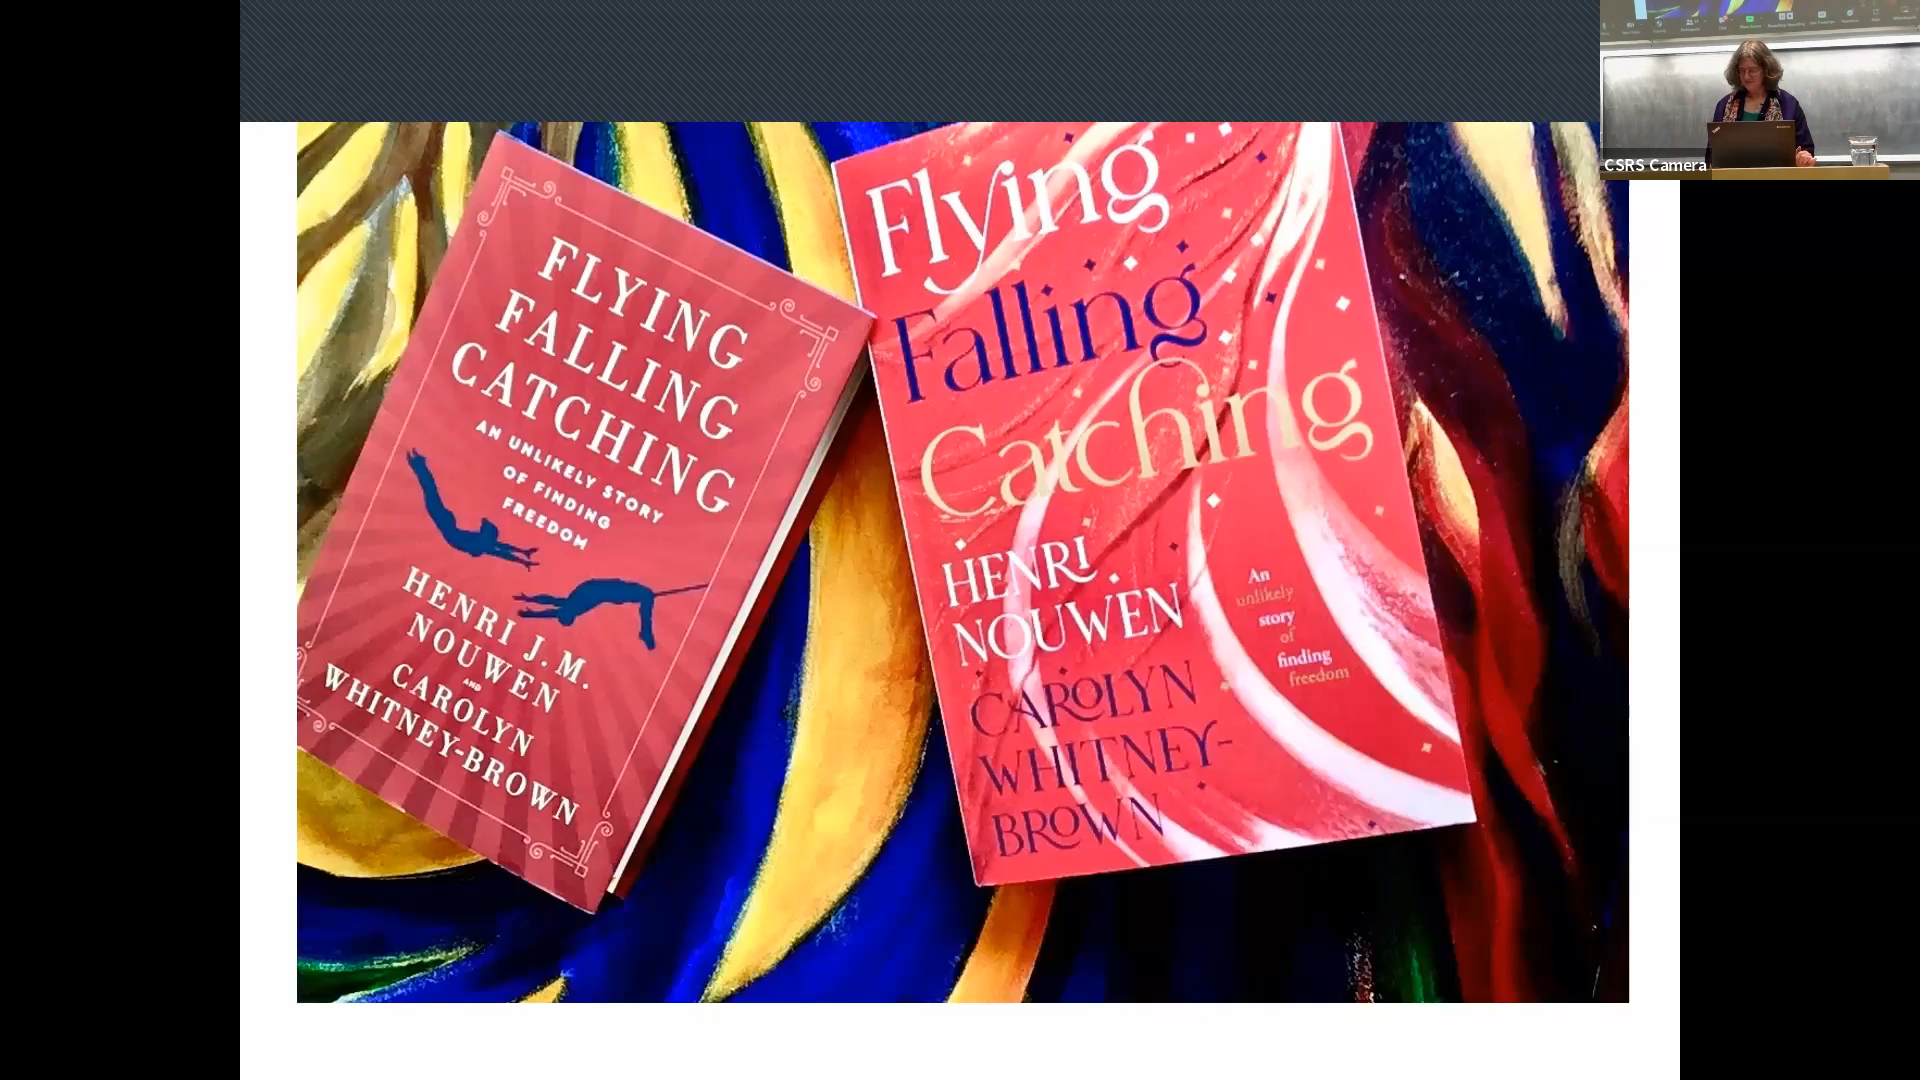 FLYING
FALLING
CATCHING
AN UNLIKELY STORY
OF FINDING
FREEDOM
HENRI J. M.
NOUWEN
AND
CAROLYN
WHITNEY-BROWN
Flying
Falling
Catching
HENRI
NOUWEN
CAROLYN
WHITNEY-
BROWN
An
unlikely
story
of
finding
freedom
CSRS Camera